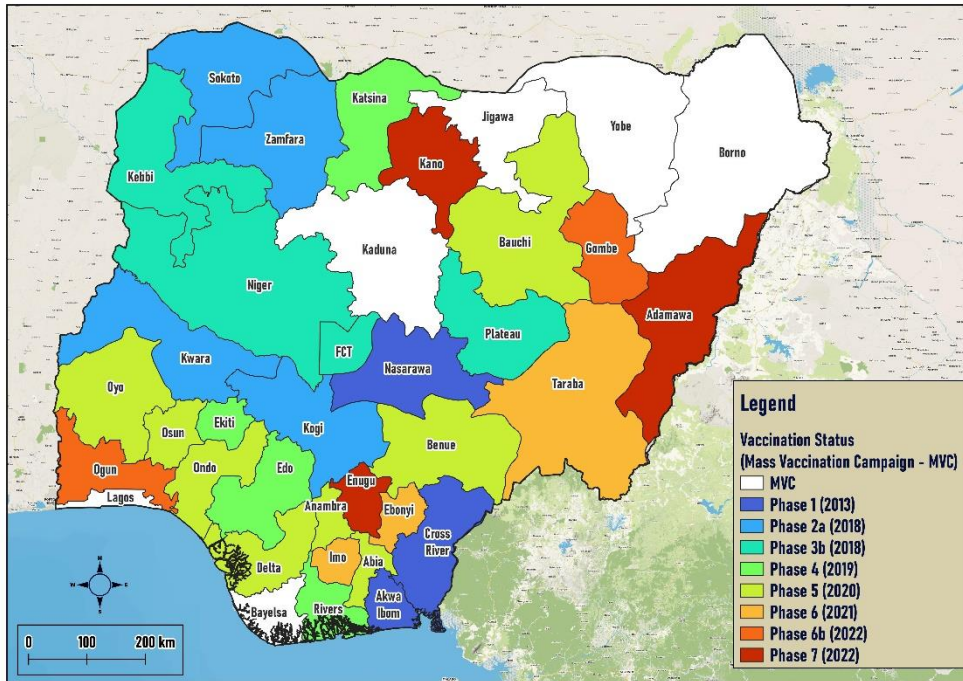 Sokoto
Katsina
Jigawa
Yobe
Borno
Zamfara
Kano
Kebbi
Bauchi
Gombe
Kaduna
Niger
Adamawa
Plateau
FCT
Nasarawa
Taraba
Kwara
Oyo
Ekiti
Kogi
Osun
Benue
Edo
Ondo
Ogun
Enugu
Lagos
Anambra
Ebonyi
Cross
River
Imo
Abia
Delta
Akwa
Ibom
Bayelsa
Rivers
N
W
E
S
0 100 200 km
Legend
Vaccination Status
(Mass Vaccination Campaign - MVC)
MVC
Phase 1 (2013)
Phase 2a (2018)
Phase 3b (2018)
Phase 4 (2019)
Phase 5 (2020)
Phase 6 (2021)
Phase 6b (2022)
Phase 7 (2022)